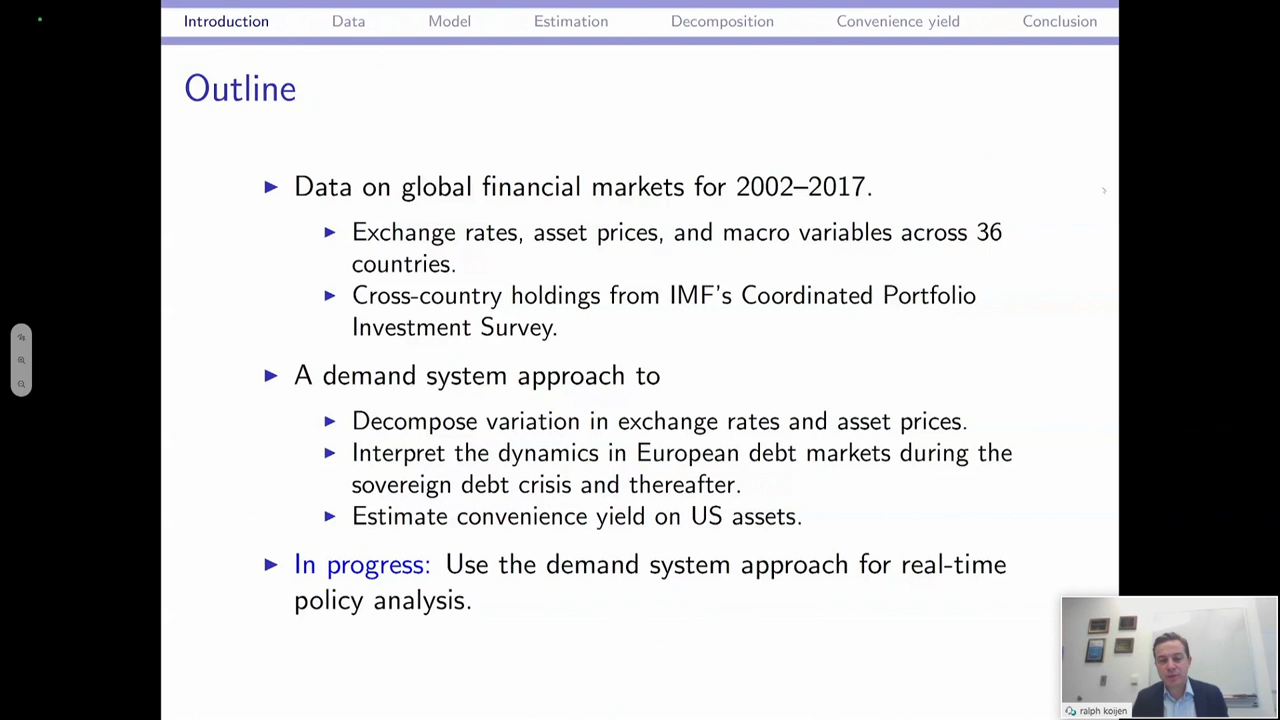 Introduction Data Model Estimation Decomposition Convenience yield Conclusion
Outline
Data on global financial markets for 2002–2017.
Exchange rates, asset prices, and macro variables across 36
countries.
Cross-country holdings from IMF's Coordinated Portfolio
Investment Survey.
A demand system approach to
Decompose variation in exchange rates and asset prices.
Interpret the dynamics in European debt markets during the
sovereign debt crisis and thereafter.
Estimate convenience yield on US assets.
In progress: Use the demand system approach for real-time
policy analysis.
ralph koijen